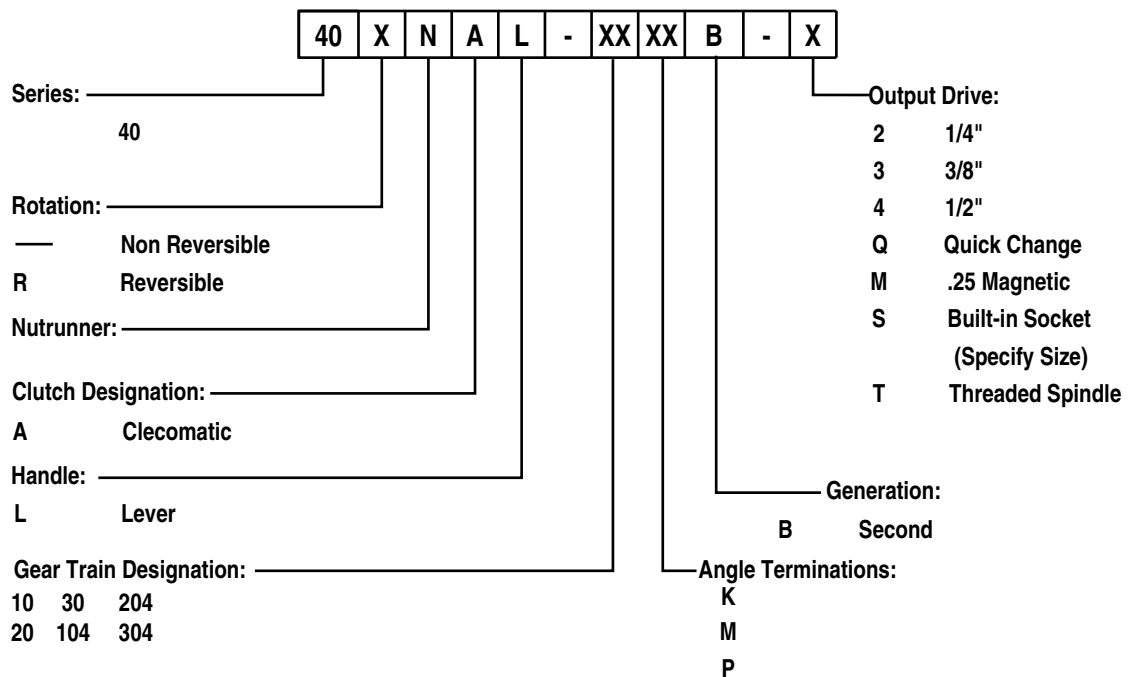 40 X N A L - XX XX B - X
Series:
40
Rotation:
— Non Reversible
R Reversible
Nutrunner:
Clutch Designation:
A Clecomatic
Handle:
L Lever
Gear Train Designation:
10 30 204
20 104 304
Output Drive:
2 1/4"
3 3/8"
4 1/2"
Q Quick Change
M .25 Magnetic
S Built-in Socket
(Specify Size)
T Threaded Spindle
Generation:
B Second
Angle Terminations:
K
M
P